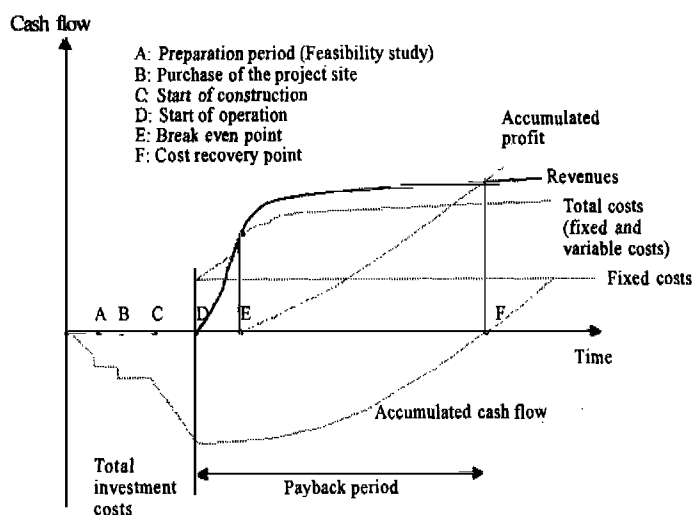 Cash flow
A: Preparation period (Feasibility study)
B: Purchase of the project site
C: Start of construction
D: Start of operation
E: Break even point
F: Cost recovery point
Accumulated
profit
Revenues
Total costs
(fixed and
variable costs)
Fixed costs
A B C D E F
Time
Accumulated cash flow
Total
investment
costs
Payback period